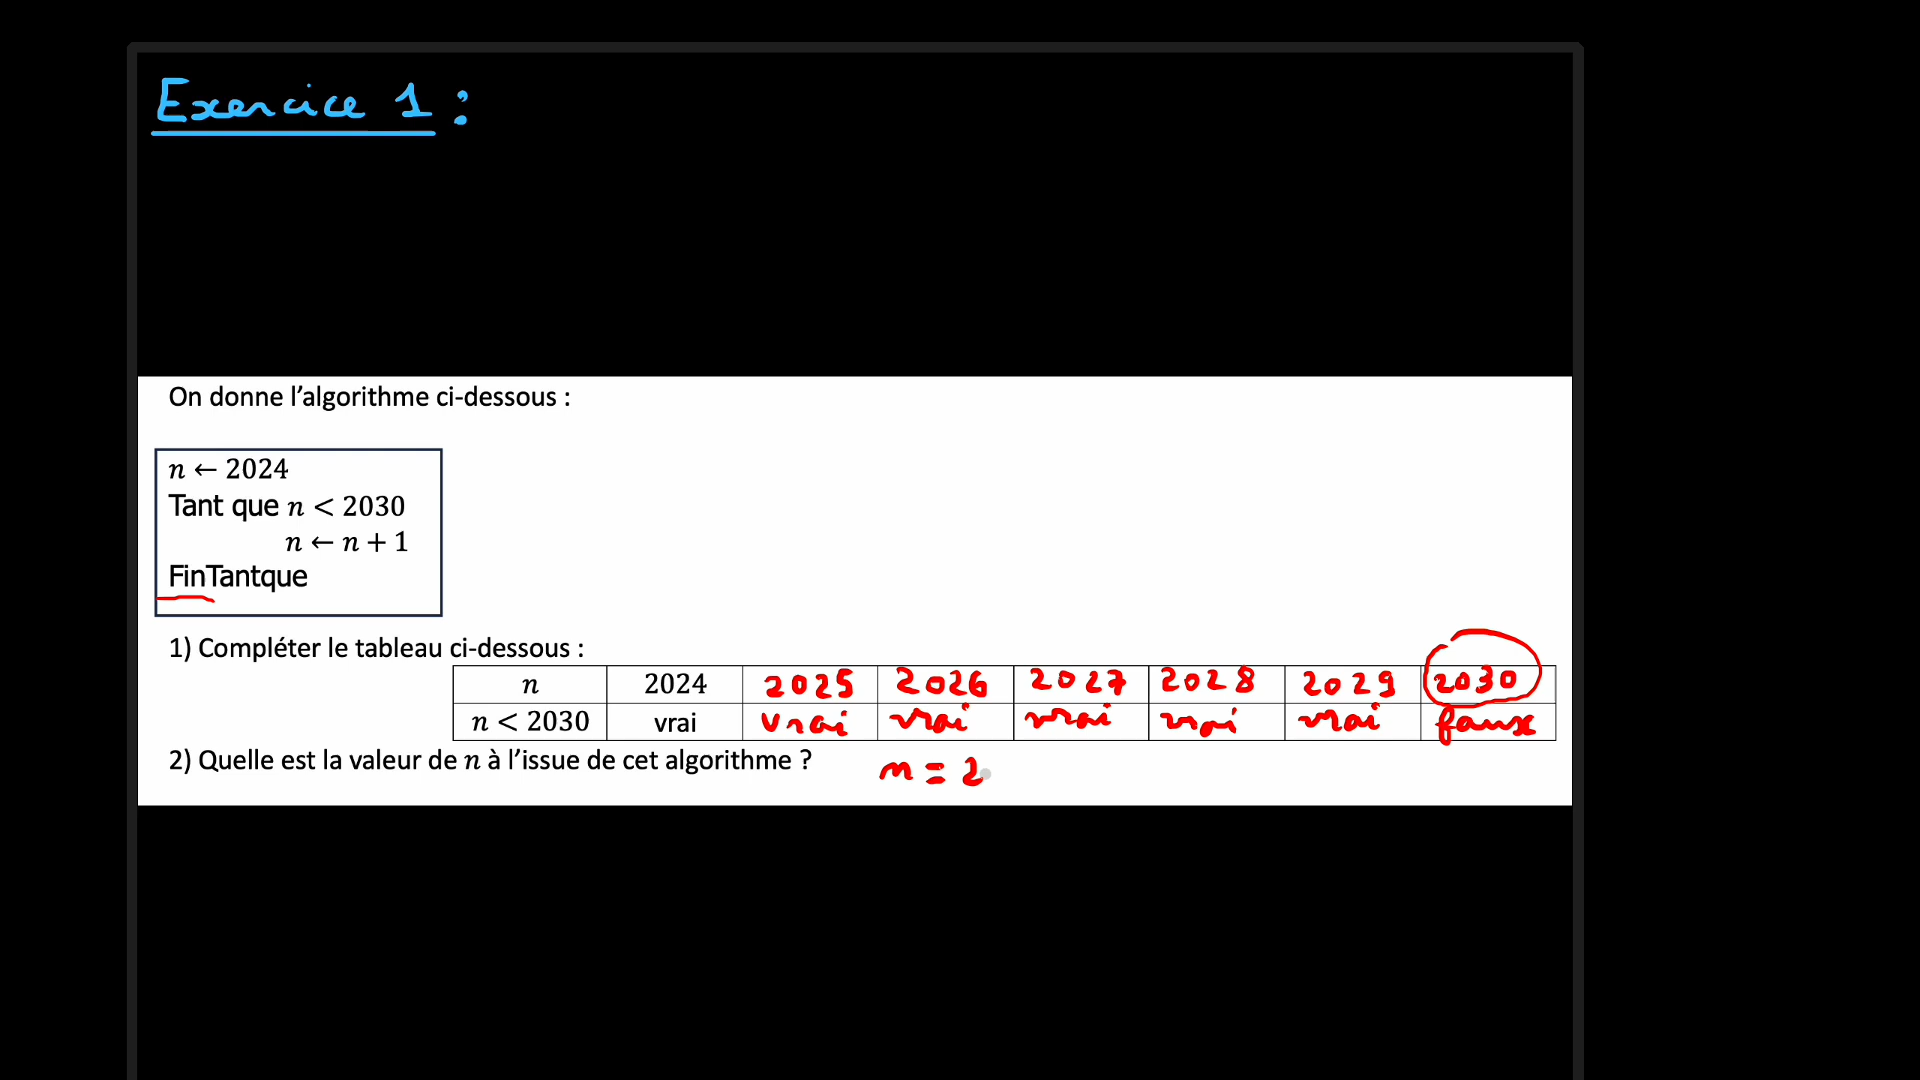 Exercice 1 :
On donne l’algorithme ci-dessous :
n ← 2024
Tant que n < 2030
n ← n + 1
FinTantque
1) Compléter le tableau ci-dessous :
n 2024 2025 2026 2027 2028 2029 2030
n < 2030 vrai vrai vrai vrai vrai vrai faux
2) Quelle est la valeur de n à l’issue de cet algorithme ? n = 2